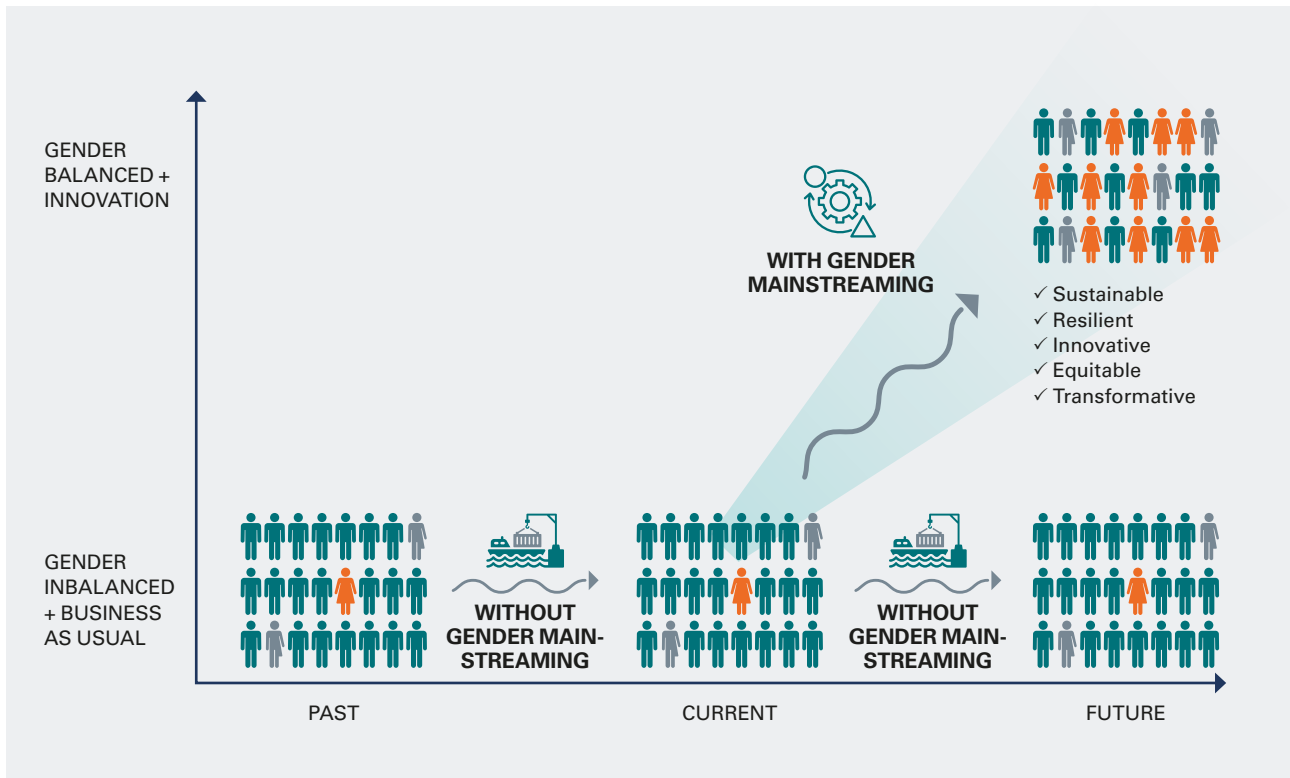 GENDER
BALANCED +
INNOVATION
WITH GENDER
MAINSTREAMING
✓ Sustainable
✓ Resilient
✓ Innovative
✓ Equitable
✓ Transformative
GENDER
INBALANCED
+ BUSINESS
AS USUAL
WITHOUT
GENDER MAIN-
STREAMING
WITHOUT
GENDER MAIN-
STREAMING
PAST
CURRENT
FUTURE